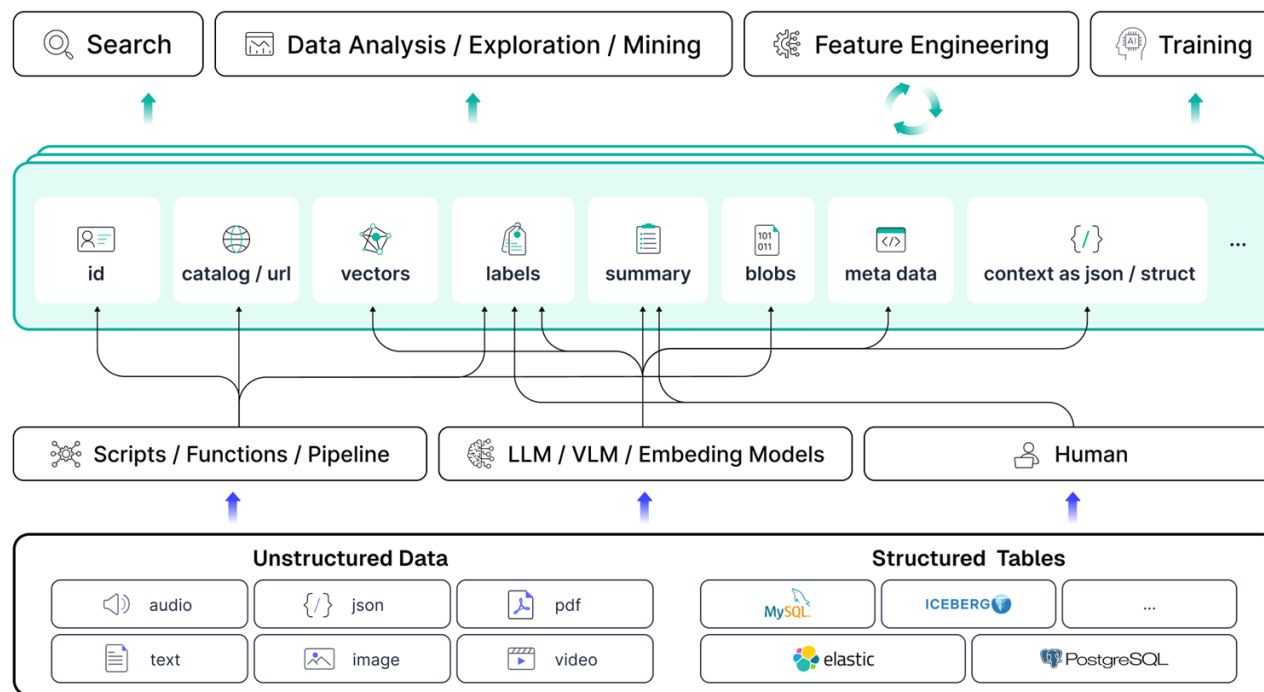 Search
Data Analysis / Exploration / Mining
Feature Engineering
AI
Training
id
catalog / url
vectors
labels
summary
101
011
blobs
</>
meta data
{/}
context as json / struct
...
Scripts / Functions / Pipeline
LLM / VLM / Embeding Models
Human
Unstructured Data
Structured Tables
audio
{/}
json
pdf
MySQL
ICEBERG
...
text
image
video
elastic
PostgreSQL